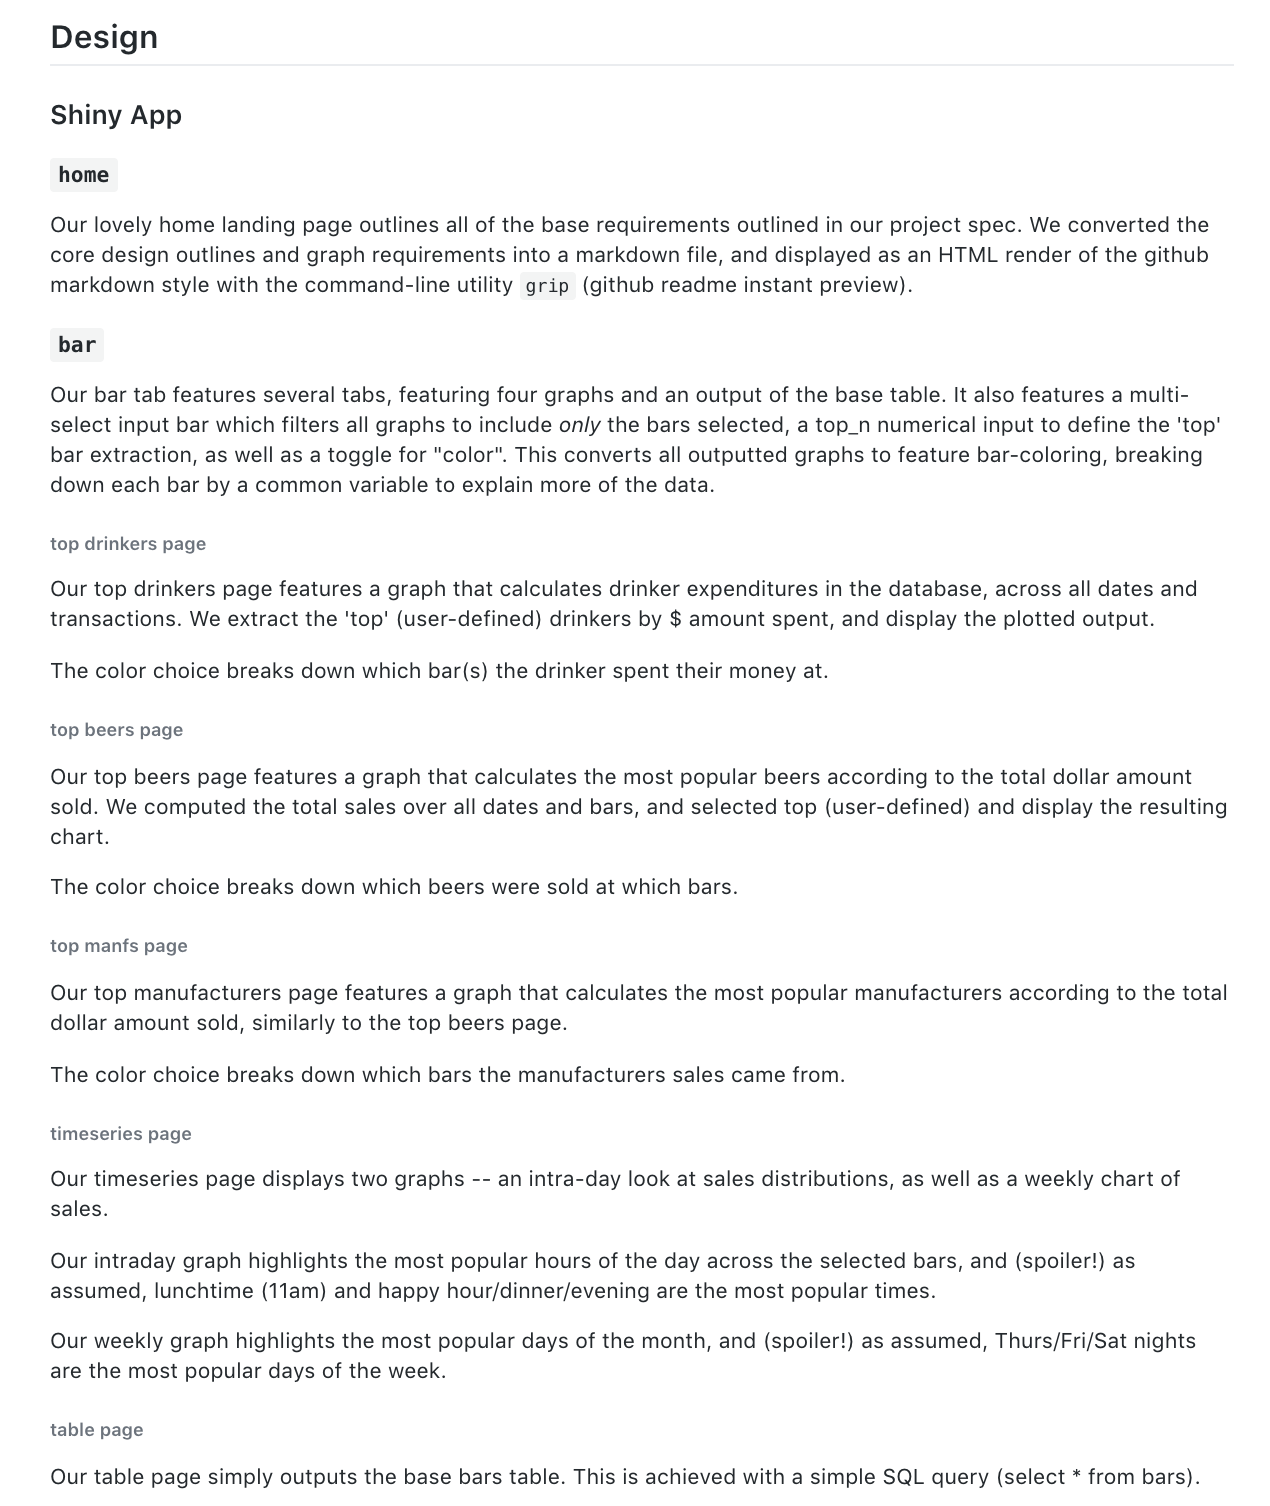 Design
Shiny App
home
Our lovely home landing page outlines all of the base requirements outlined in our project spec. We converted the
core design outlines and graph requirements into a markdown file, and displayed as an HTML render of the github
markdown style with the command-line utility grip (github readme instant preview).
bar
Our bar tab features several tabs, featuring four graphs and an output of the base table. It also features a multi-
select input bar which filters all graphs to include only the bars selected, a top_n numerical input to define the 'top'
bar extraction, as well as a toggle for "color". This converts all outputted graphs to feature bar-coloring, breaking
down each bar by a common variable to explain more of the data.
top drinkers page
Our top drinkers page features a graph that calculates drinker expenditures in the database, across all dates and
transactions. We extract the 'top' (user-defined) drinkers by $ amount spent, and display the plotted output.
The color choice breaks down which bar(s) the drinker spent their money at.
top beers page
Our top beers page features a graph that calculates the most popular beers according to the total dollar amount
sold. We computed the total sales over all dates and bars, and selected top (user-defined) and display the resulting
chart.
The color choice breaks down which beers were sold at which bars.
top manfs page
Our top manufacturers page features a graph that calculates the most popular manufacturers according to the total
dollar amount sold, similarly to the top beers page.
The color choice breaks down which bars the manufacturers sales came from.
timeseries page
Our timeseries page displays two graphs -- an intra-day look at sales distributions, as well as a weekly chart of
sales.
Our intraday graph highlights the most popular hours of the day across the selected bars, and (spoiler!) as
assumed, lunchtime (11am) and happy hour/dinner/evening are the most popular times.
Our weekly graph highlights the most popular days of the month, and (spoiler!) as assumed, Thurs/Fri/Sat nights
are the most popular days of the week.
table page
Our table page simply outputs the base bars table. This is achieved with a simple SQL query (select * from bars).